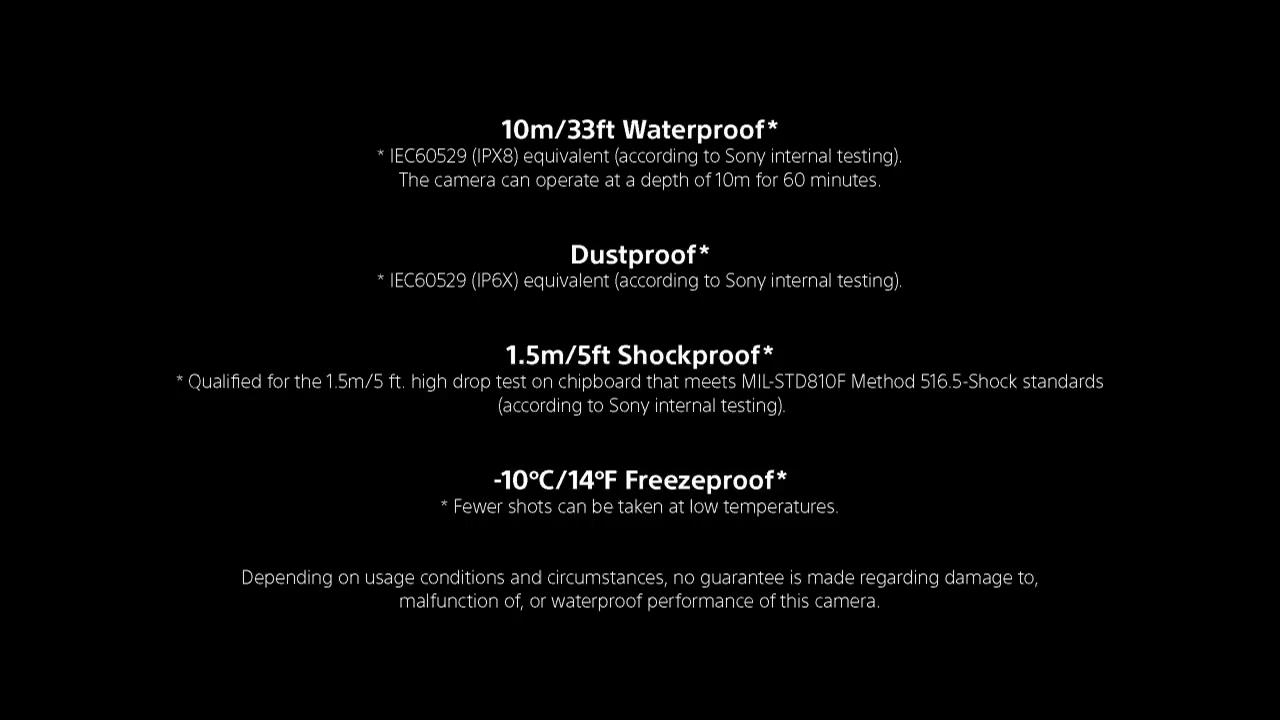 10m/33ft Waterproof*
* IEC60529 (IPX8) equivalent (according to Sony internal testing).
The camera can operate at a depth of 10m for 60 minutes.
Dustproof*
* IEC60529 (IP6X) equivalent (according to Sony internal testing).
1.5m/5ft Shockproof*
* Qualified for the 1.5m/5 ft. high drop test on chipboard that meets MIL-STD810F Method 516.5-Shock standards
(according to Sony internal testing).
-10°C/14°F Freezeproof*
* Fewer shots can be taken at low temperatures.
Depending on usage conditions and circumstances, no guarantee is made regarding damage to,
malfunction of, or waterproof performance of this camera.